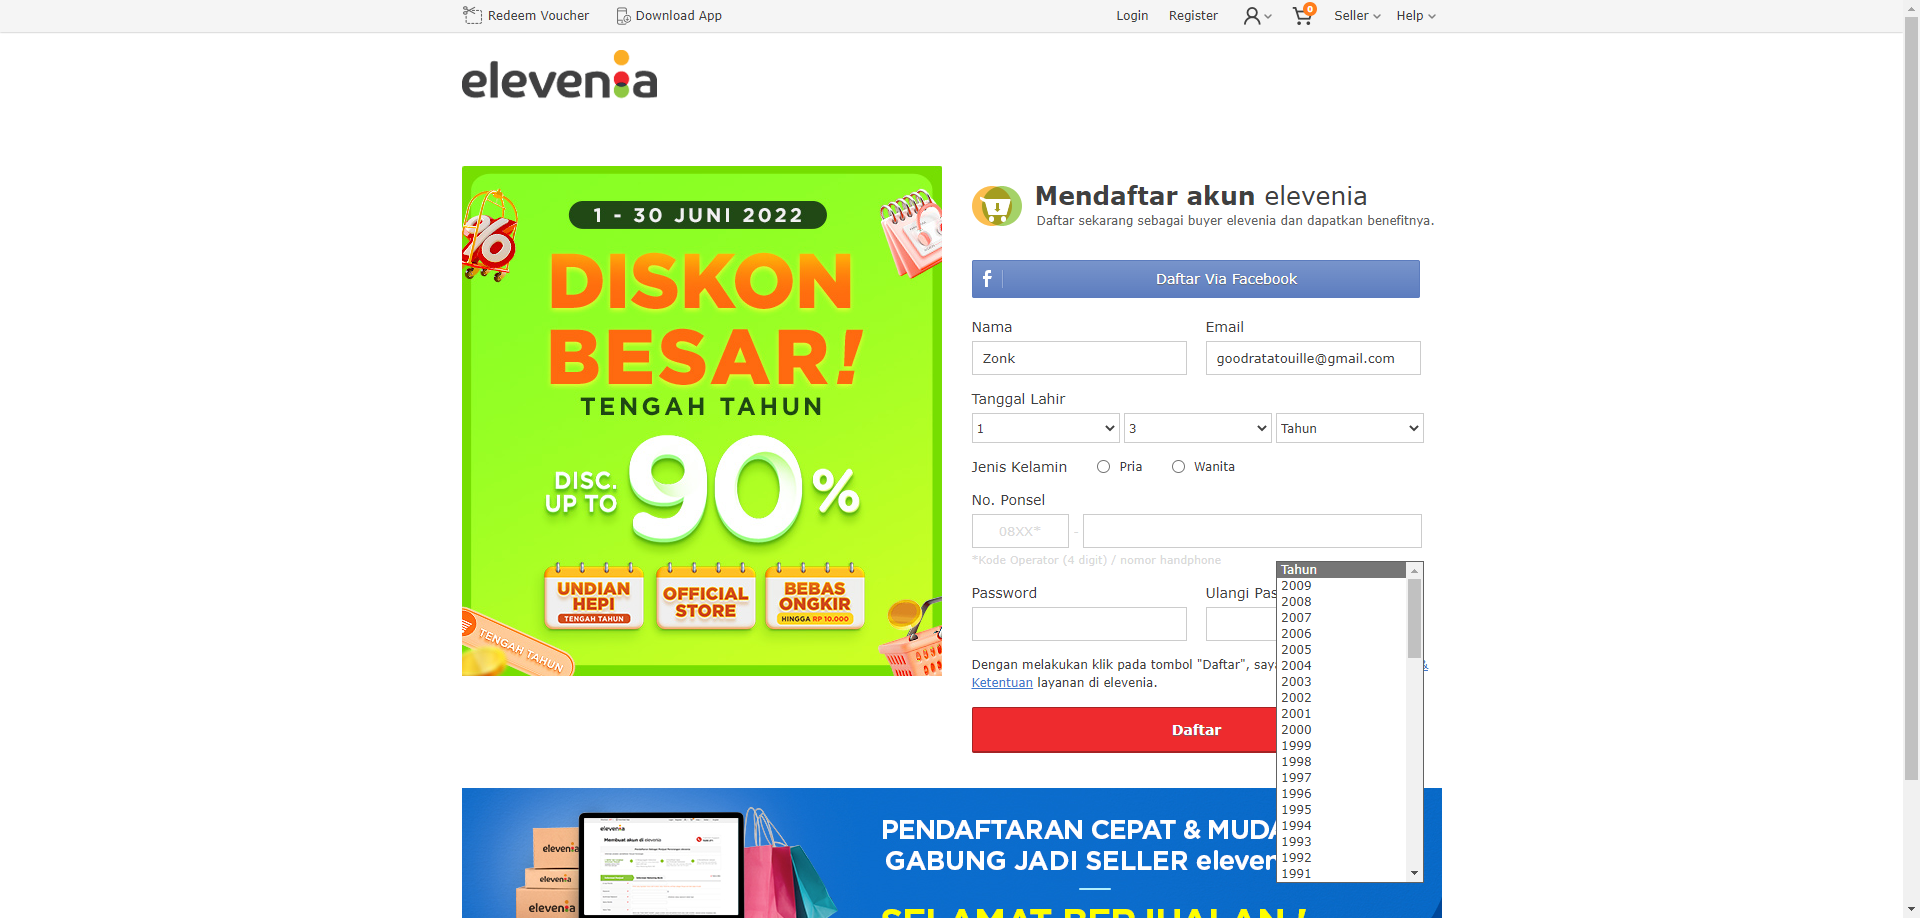 Redeem Voucher
Download App
Login
Register
0
Seller
Help
elevenia
1 - 30 JUNI 2022
DISKON
BESAR!
TENGAH TAHUN
DISC.
UP TO
90%
UNDIAN
HEPI
TENGAH TAHUN
OFFICIAL
STORE
BEBAS
ONGKIR
HINGGA RP 10.000
TENGAH TAHUN
Mendaftar akun elevenia
Daftar sekarang sebagai buyer elevenia dan dapatkan benefitnya.
f
Daftar Via Facebook
Nama
Email
Zonk
goodratatouille@gmail.com
Tanggal Lahir
1
3
Tahun
Jenis Kelamin
Pria
Wanita
No. Ponsel
08XX*
-
*Kode Operator (4 digit) / nomor handphone
Password
Ulangi Pas
Dengan melakukan klik pada tombol "Daftar", saya
&
Ketentuan layanan di elevenia.
Daftar
Tahun
2009
2008
2007
2006
2005
2004
2003
2002
2001
2000
1999
1998
1997
1996
1995
1994
1993
1992
1991
elevenia
elevenia
elevenia
elevenia
Membuat akun di elevenia
PENDAFTARAN CEPAT & MUDA
GABUNG JADI SELLER eleven
SELAMAT BERJUALAN!